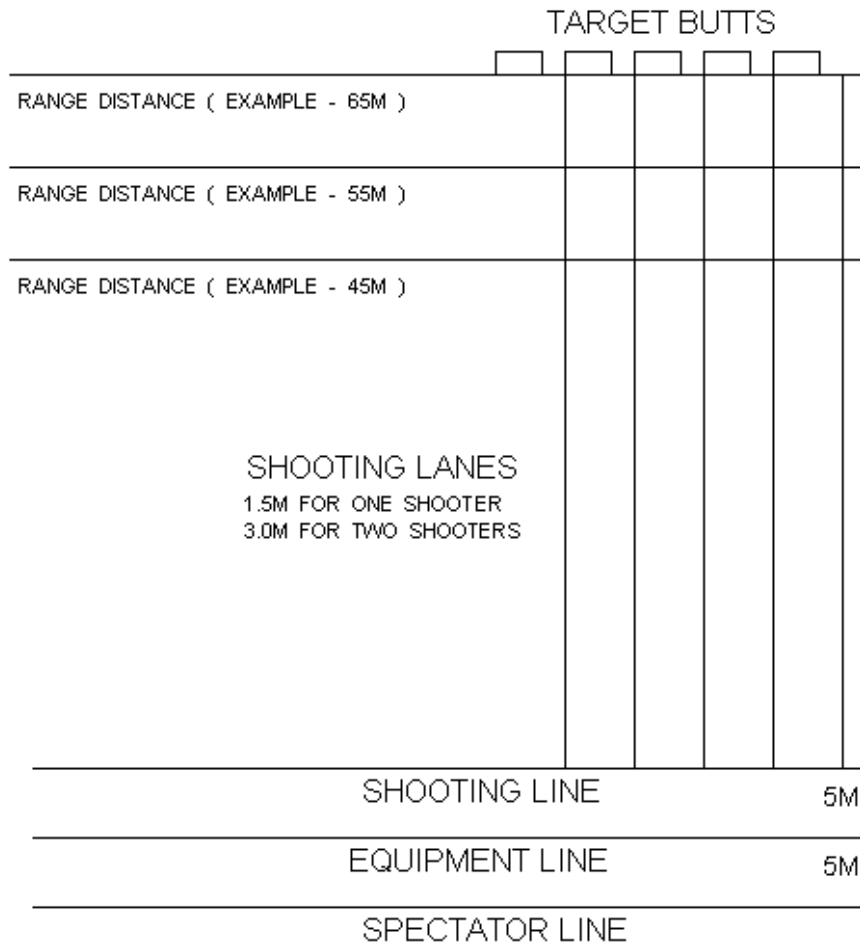 TARGET BUTTS
RANGE DISTANCE ( EXAMPLE - 65M )
RANGE DISTANCE ( EXAMPLE - 55M )
RANGE DISTANCE ( EXAMPLE - 45M )
SHOOTING LANES
1.5M FOR ONE SHOOTER
3.0M FOR TWO SHOOTERS
SHOOTING LINE 5M
EQUIPMENT LINE 5M
SPECTATOR LINE